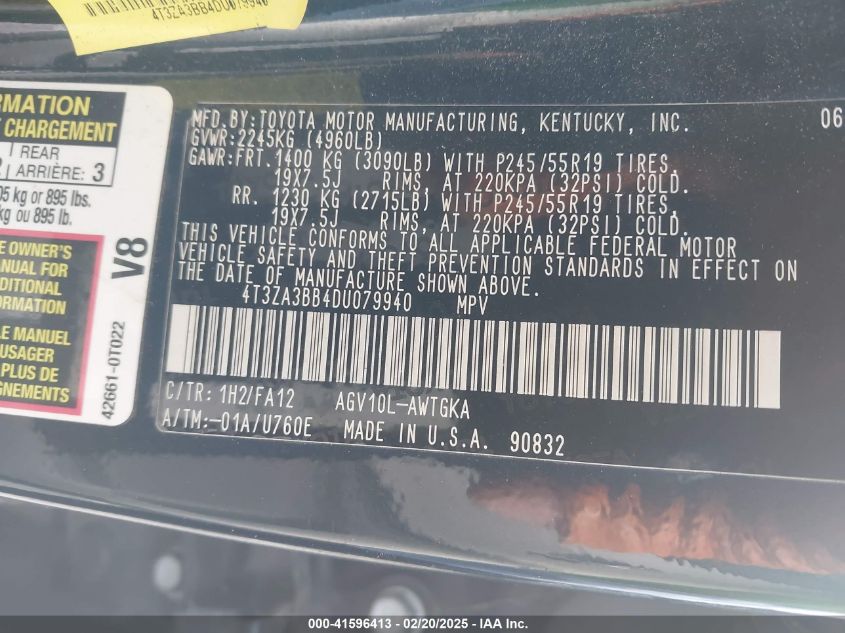 4T3ZA3BB4DU079940
RMATION
CHARGEMENT
REAR
ARRIÈRE: 3
05 kg or 895 lbs.
kg ou 895 lb.
E OWNER'S
ANUAL FOR
DITIONAL
ORMATION
LE MANUEL
USAGER
PLUS DE
GNEMENTS
V8
42661-0T022
MFD.BY:TOYOTA MOTOR MANUFACTURING, KENTUCKY, INC. 06
GVWR:2245KG (4960LB)
GAWR:FRT. 1400 KG (3090LB) WITH P245/55R19 TIRES,
19X7.5J RIMS, AT 220KPA (32PSI) COLD.
RR. 1230 KG (2715LB) WITH P245/55R19 TIRES,
19X7.5J RIMS, AT 220KPA (32PSI) COLD.
THIS VEHICLE CONFORMS TO ALL APPLICABLE FEDERAL MOTOR
VEHICLE SAFETY AND THEFT PREVENTION STANDARDS IN EFFECT ON
THE DATE OF MANUFACTURE SHOWN ABOVE.
4T3ZA3BB4DU079940 MPV
C/TR: 1H2/FA12 AGV10L-AWTGKA
A/TM:-01A/U760E MADE IN U.S.A. 90832
000-41596413 - 02/20/2025 - IAA Inc.